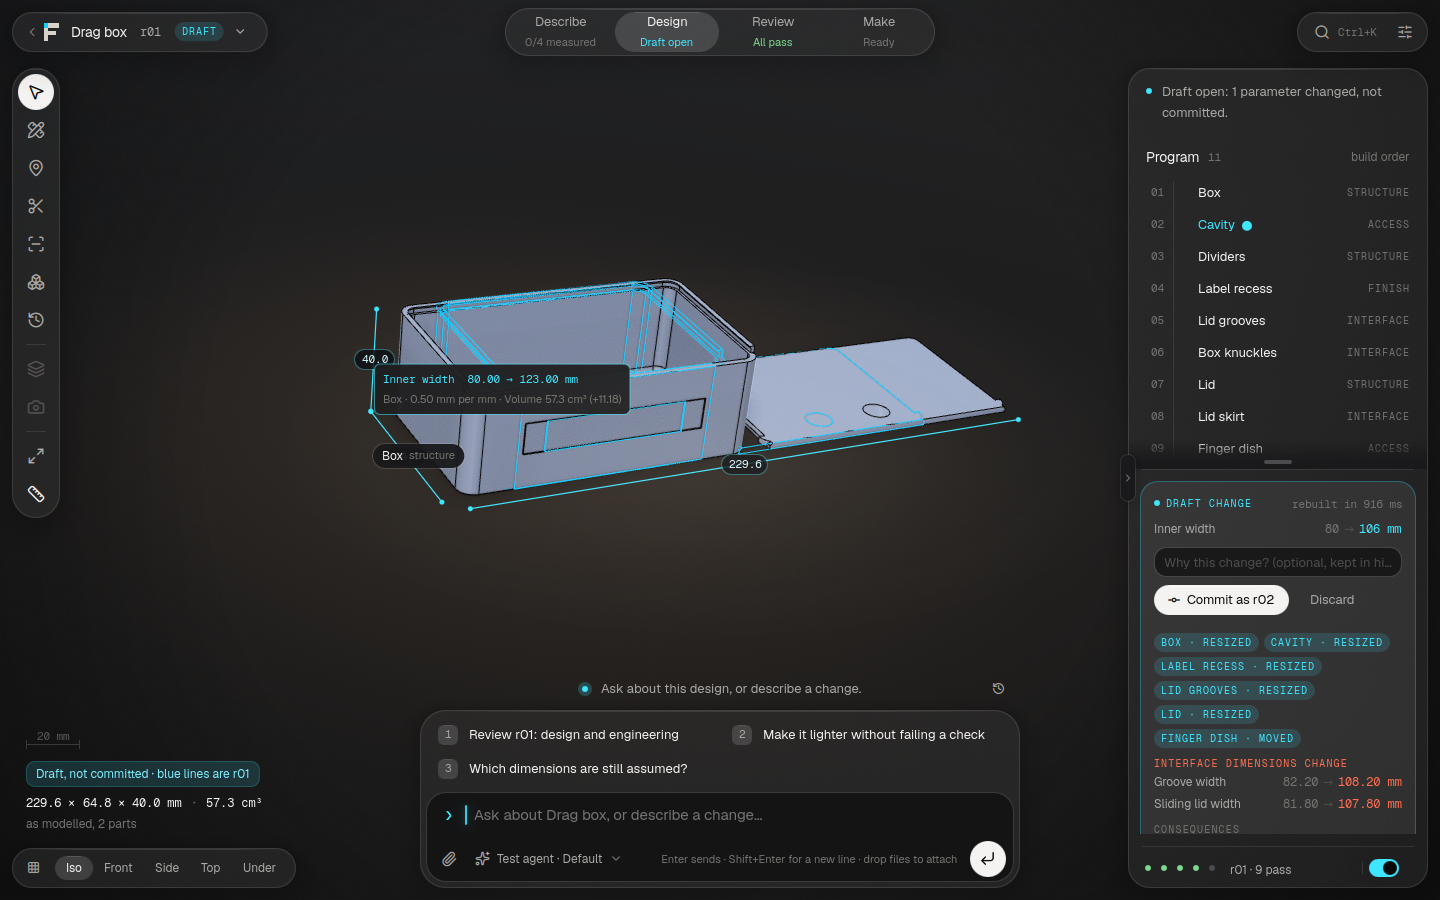 Drag box r01 DRAFT
Describe
0/4 measured
Design
Draft open
Review
All pass
Make
Ready
Ctrl+K
Draft open: 1 parameter changed, not
committed.
Program 11 build order
01 Box STRUCTURE
02 Cavity ACCESS
03 Dividers STRUCTURE
04 Label recess FINISH
05 Lid grooves INTERFACE
06 Box knuckles INTERFACE
07 Lid STRUCTURE
08 Lid skirt INTERFACE
09 Finger dish ACCESS
40.0
Inner width 80.00 → 123.00 mm
Box · 0.50 mm per mm · Volume 57.3 cm³ (+11.18)
Box structure
229.6
DRAFT CHANGE rebuilt in 916 ms
Inner width 80 → 106 mm
Why this change? (optional, kept in hi...
Commit as r02 Discard
BOX · RESIZED CAVITY · RESIZED
LABEL RECESS · RESIZED
LID GROOVES · RESIZED
LID · RESIZED
FINGER DISH · MOVED
INTERFACE DIMENSIONS CHANGE
Groove width 82.20 → 108.20 mm
Sliding lid width 81.80 → 107.80 mm
CONSEQUENCES
r01 · 9 pass
Ask about this design, or describe a change.
1 Review r01: design and engineering
2 Make it lighter without failing a check
3 Which dimensions are still assumed?
Ask about Drag box, or describe a change...
Test agent · Default
Enter sends · Shift+Enter for a new line · drop files to attach
20 mm
Draft, not committed · blue lines are r01
229.6 × 64.8 × 40.0 mm · 57.3 cm³
as modelled, 2 parts
Iso Front Side Top Under